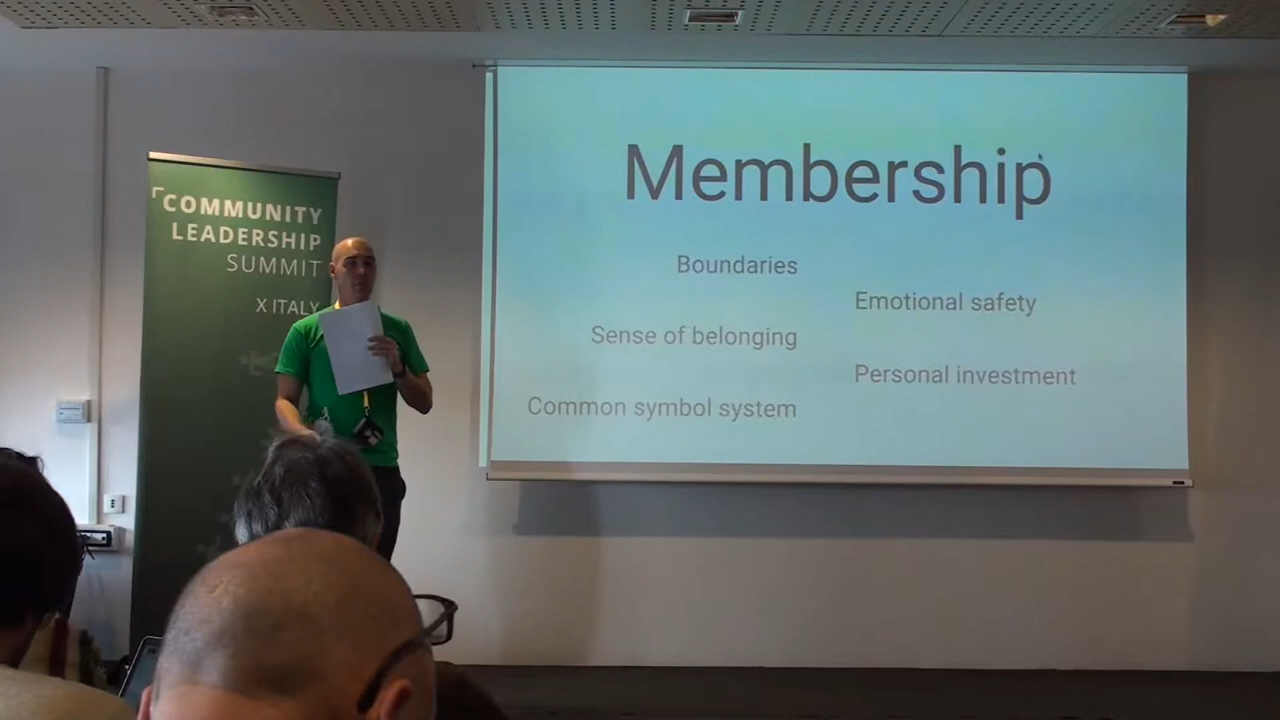 COMMUNITY
LEADERSHIP
SUMMIT
X ITALY
Membership
Boundaries
Emotional safety
Sense of belonging
Personal investment
Common symbol system